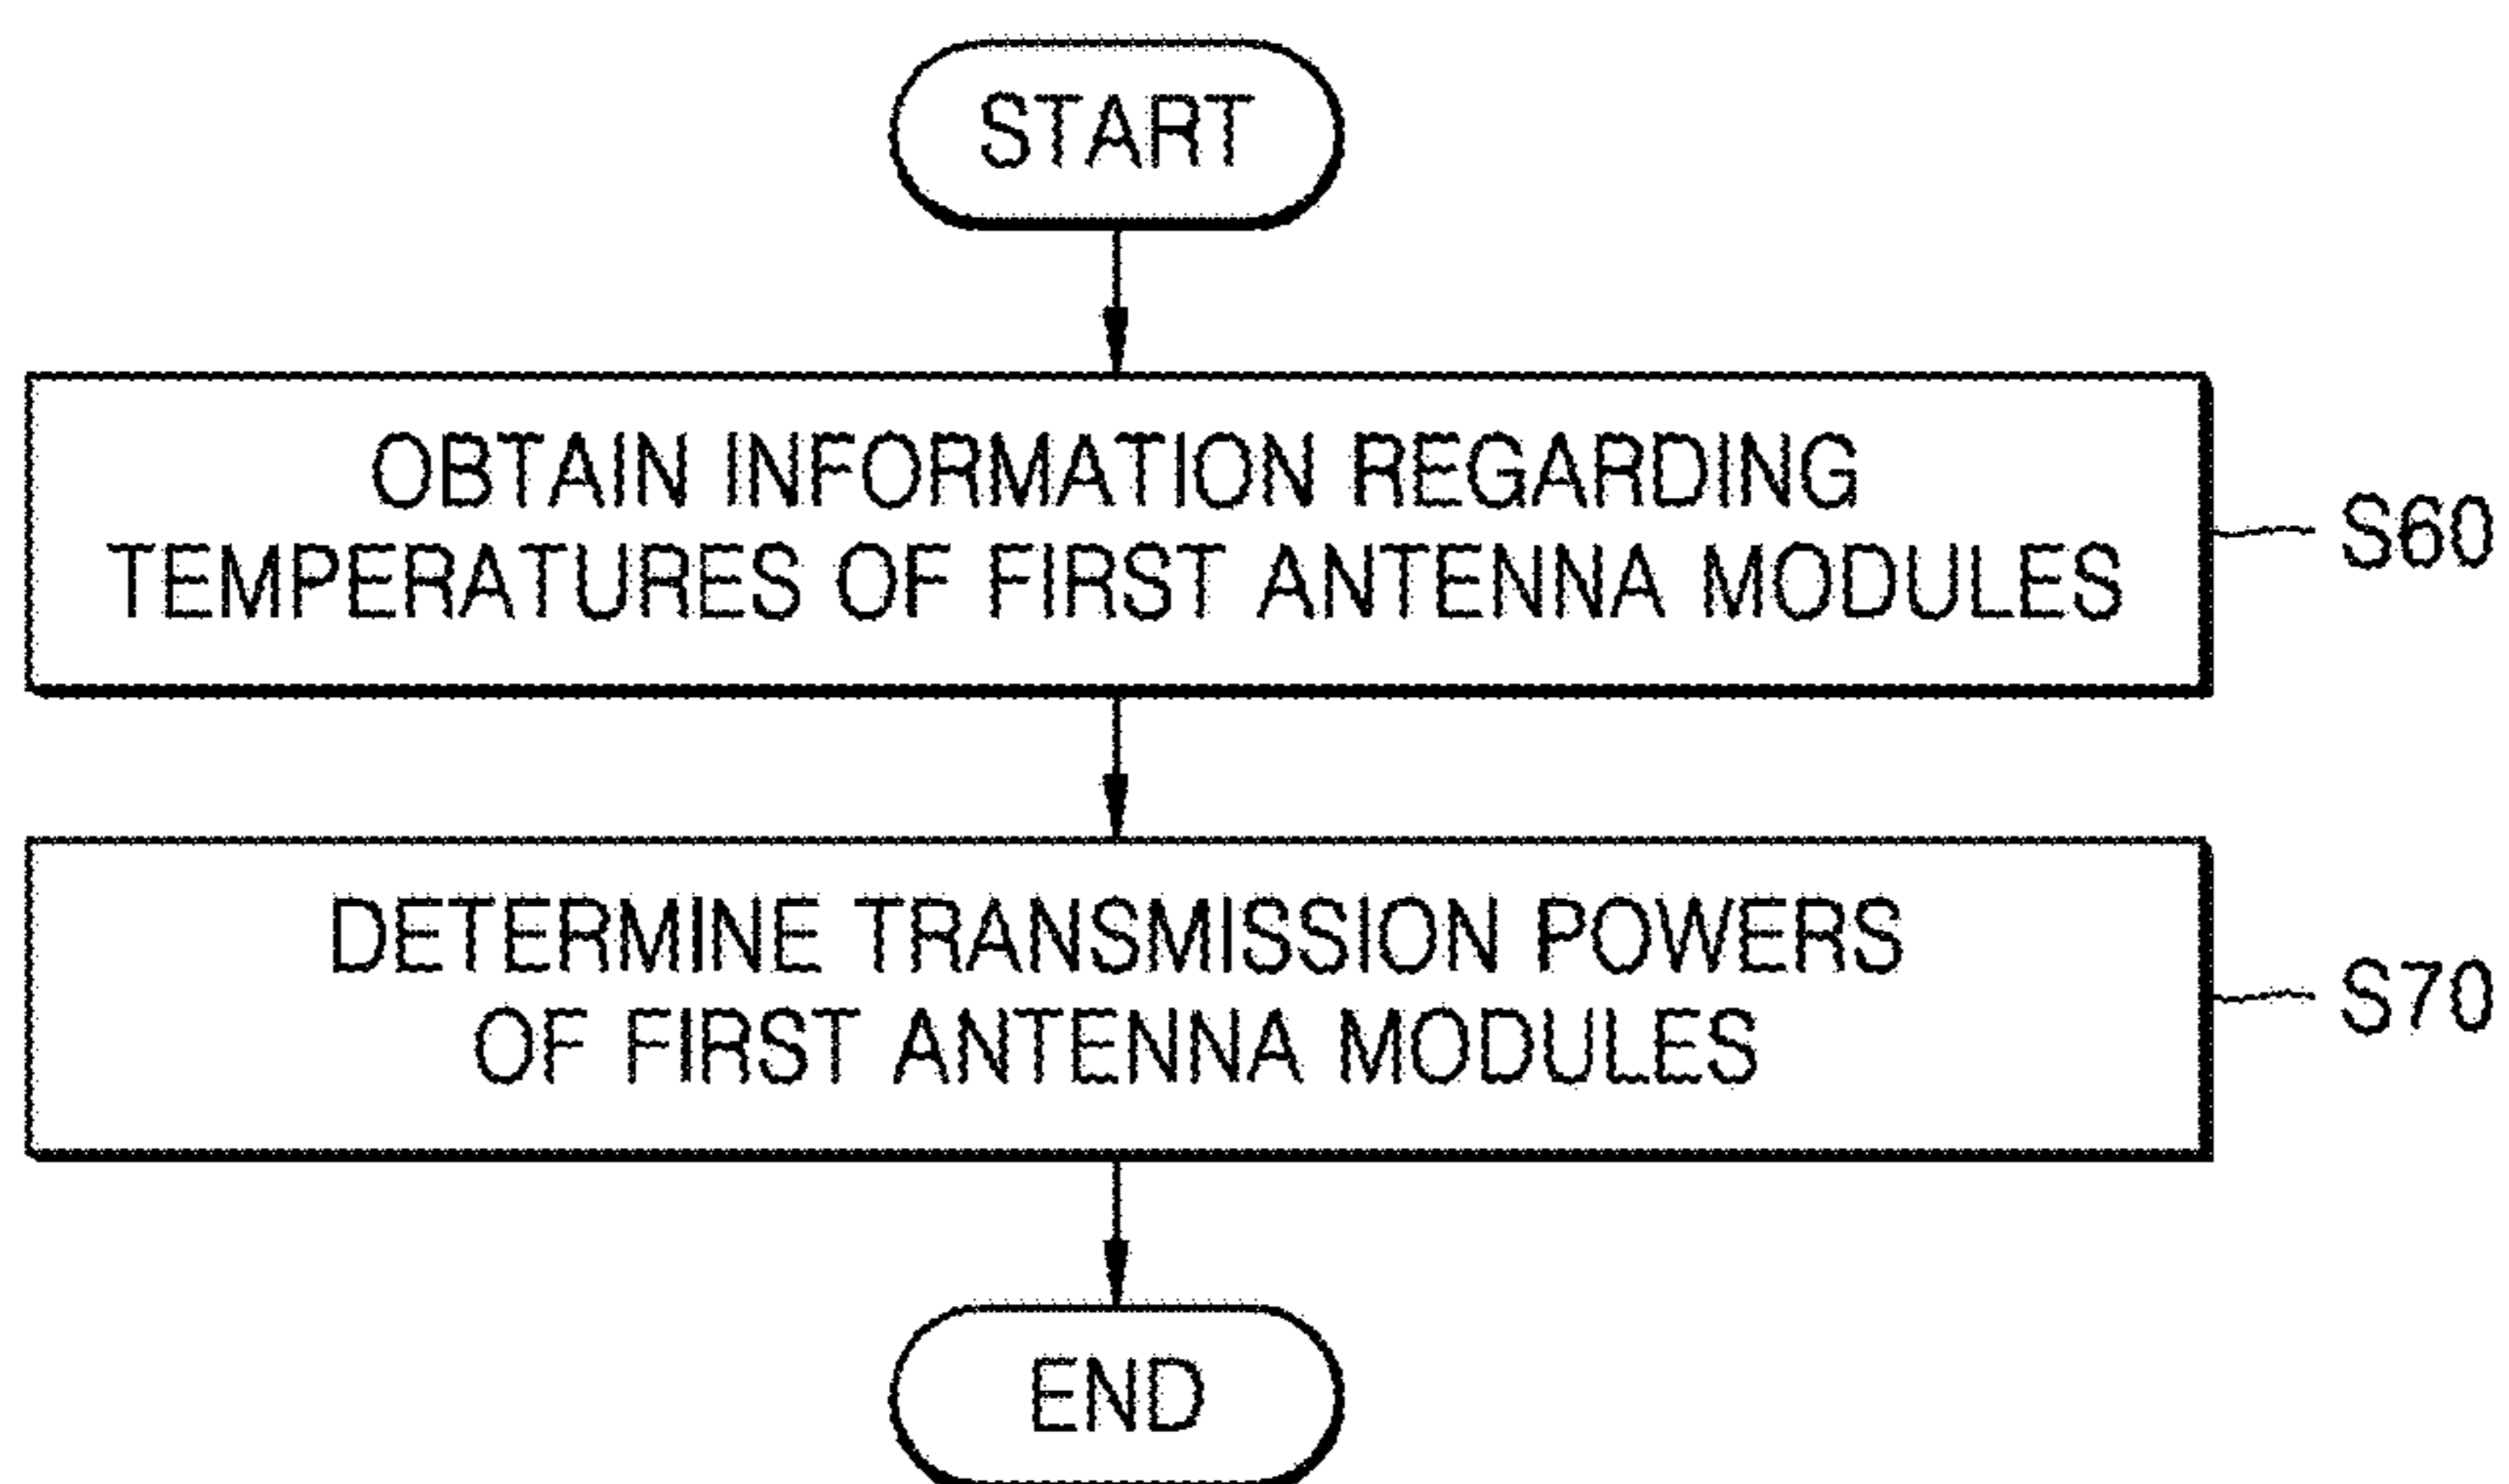 START
OBTAIN INFORMATION REGARDING
TEMPERATURES OF FIRST ANTENNA MODULES
S60
DETERMINE TRANSMISSION POWERS
OF FIRST ANTENNA MODULES
S70
END